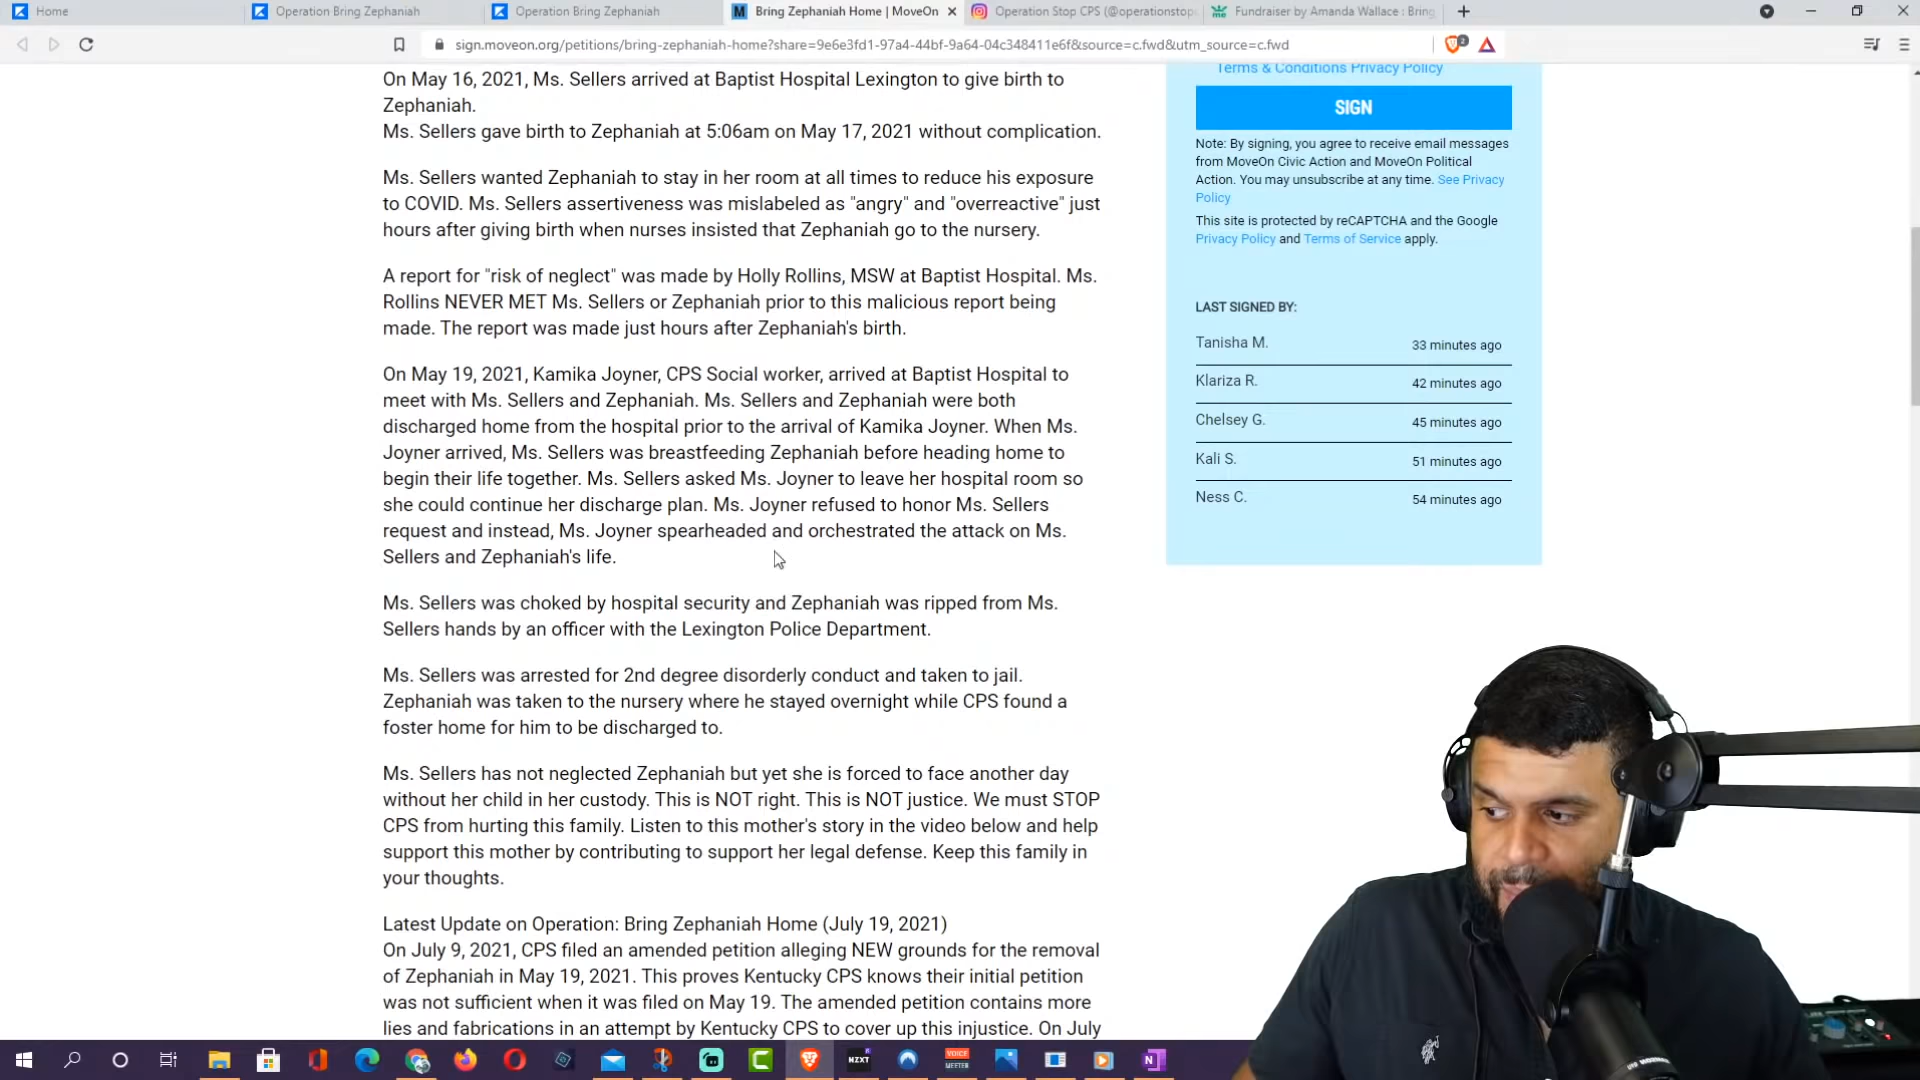 Home
Operation Bring Zephaniah
Operation Bring Zephaniah
Bring Zephaniah Home | MoveOn
Operation Stop CPS (@operationstop
Fundraiser by Amanda Wallace : Bring
sign.moveon.org/petitions/bring-zephaniah-home?share=9e6e3fd1-97a4-44bf-9a64-04c348411e6f&source=c.fwd&utm_source=c.fwd
2
On May 16, 2021, Ms. Sellers arrived at Baptist Hospital Lexington to give birth to
Zephaniah.
Ms. Sellers gave birth to Zephaniah at 5:06am on May 17, 2021 without complication.
Ms. Sellers wanted Zephaniah to stay in her room at all times to reduce his exposure
to COVID. Ms. Sellers assertiveness was mislabeled as "angry" and "overreactive" just
hours after giving birth when nurses insisted that Zephaniah go to the nursery.
A report for "risk of neglect" was made by Holly Rollins, MSW at Baptist Hospital. Ms.
Rollins NEVER MET Ms. Sellers or Zephaniah prior to this malicious report being
made. The report was made just hours after Zephaniah's birth.
On May 19, 2021, Kamika Joyner, CPS Social worker, arrived at Baptist Hospital to
meet with Ms. Sellers and Zephaniah. Ms. Sellers and Zephaniah were both
discharged home from the hospital prior to the arrival of Kamika Joyner. When Ms.
Joyner arrived, Ms. Sellers was breastfeeding Zephaniah before heading home to
begin their life together. Ms. Sellers asked Ms. Joyner to leave her hospital room so
she could continue her discharge plan. Ms. Joyner refused to honor Ms. Sellers
request and instead, Ms. Joyner spearheaded and orchestrated the attack on Ms.
Sellers and Zephaniah's life.
Ms. Sellers was choked by hospital security and Zephaniah was ripped from Ms.
Sellers hands by an officer with the Lexington Police Department.
Ms. Sellers was arrested for 2nd degree disorderly conduct and taken to jail.
Zephaniah was taken to the nursery where he stayed overnight while CPS found a
foster home for him to be discharged to.
Ms. Sellers has not neglected Zephaniah but yet she is forced to face another day
without her child in her custody. This is NOT right. This is NOT justice. We must STOP
CPS from hurting this family. Listen to this mother's story in the video below and help
support this mother by contributing to support her legal defense. Keep this family in
your thoughts.
Latest Update on Operation: Bring Zephaniah Home (July 19, 2021)
On July 9, 2021, CPS filed an amended petition alleging NEW grounds for the removal
of Zephaniah in May 19, 2021. This proves Kentucky CPS knows their initial petition
was not sufficient when it was filed on May 19. The amended petition contains more
lies and fabrications in an attempt by Kentucky CPS to cover up this injustice. On July
Terms & Conditions Privacy Policy
SIGN
Note: By signing, you agree to receive email messages
from MoveOn Civic Action and MoveOn Political
Action. You may unsubscribe at any time. See Privacy
Policy
This site is protected by reCAPTCHA and the Google
Privacy Policy and Terms of Service apply.
LAST SIGNED BY:
Tanisha M. 33 minutes ago
Klariza R. 42 minutes ago
Chelsey G. 45 minutes ago
Kali S. 51 minutes ago
Ness C. 54 minutes ago
NZXT
VOICE
MEETER